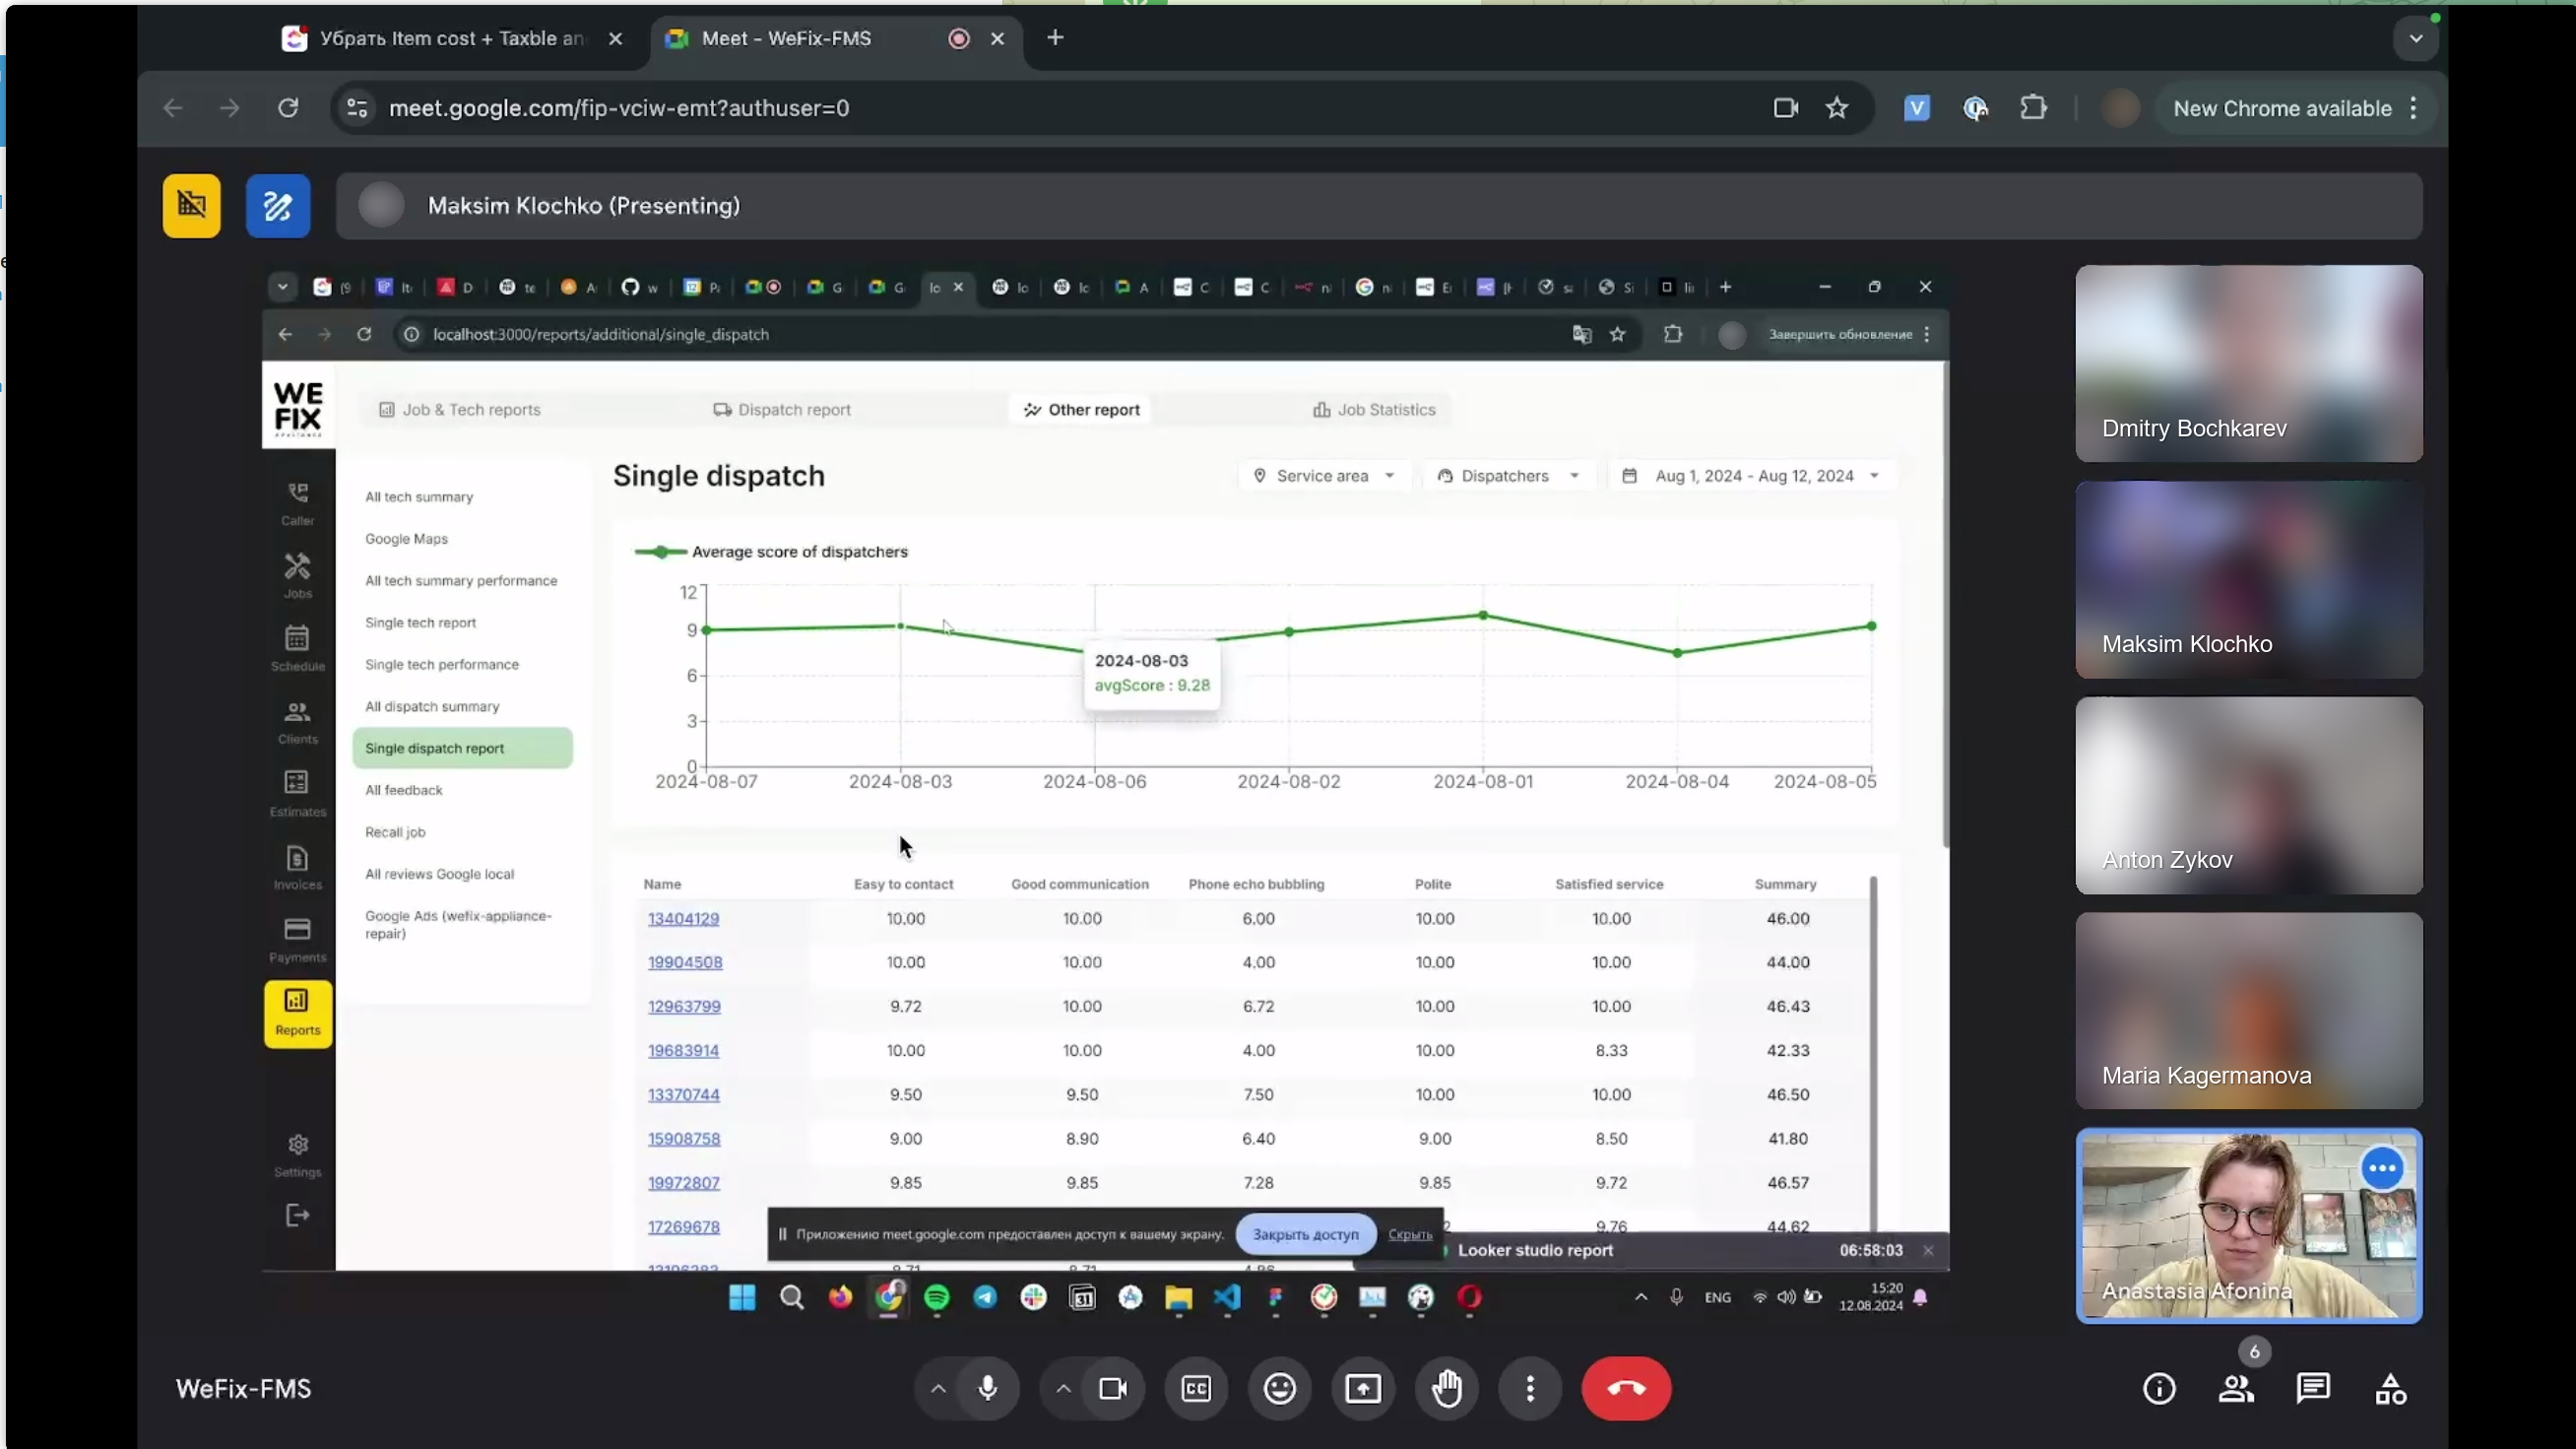 Убрать Item cost + Taxble an
Meet - WeFix-FMS
meet.google.com/fip-vciw-emt?authuser=0
New Chrome available
Maksim Klochko (Presenting)
localhost:3000/reports/additional/single_dispatch
Завершить обновление
WE
FIX
Job & Tech reports
Dispatch report
Other report
Job Statistics
Caller
Jobs
Schedule
Clients
Estimates
Invoices
Payments
Reports
Settings
All tech summary
Google Maps
All tech summary performance
Single tech report
Single tech performance
All dispatch summary
Single dispatch report
All feedback
Recall job
All reviews Google local
Google Ads (wefix-appliance-
repair)
Single dispatch
Service area
Dispatchers
Aug 1, 2024 - Aug 12, 2024
Average score of dispatchers
12
9
6
3
0
2024-08-03
avgScore : 9.28
2024-08-07 2024-08-03 2024-08-06 2024-08-02 2024-08-01 2024-08-04 2024-08-05
Name Easy to contact Good communication Phone echo bubbling Polite Satisfied service Summary
13404129 10.00 10.00 6.00 10.00 10.00 46.00
19904508 10.00 10.00 4.00 10.00 10.00 44.00
12963799 9.72 10.00 6.72 10.00 10.00 46.43
19683914 10.00 10.00 4.00 10.00 8.33 42.33
13370744 9.50 9.50 7.50 10.00 10.00 46.50
15908758 9.00 8.90 6.40 9.00 8.50 41.80
19972807 9.85 9.85 7.28 9.85 9.72 46.57
17269678 9.76 44.62
Приложению meet.google.com предоставлен доступ к вашему экрану.
Закрыть доступ
Скрыть
Looker studio report
06:58:03
ENG
15:20
12.08.2024
Dmitry Bochkarev
Maksim Klochko
Anton Zykov
Maria Kagermanova
Anastasia Afonina
WeFix-FMS
6